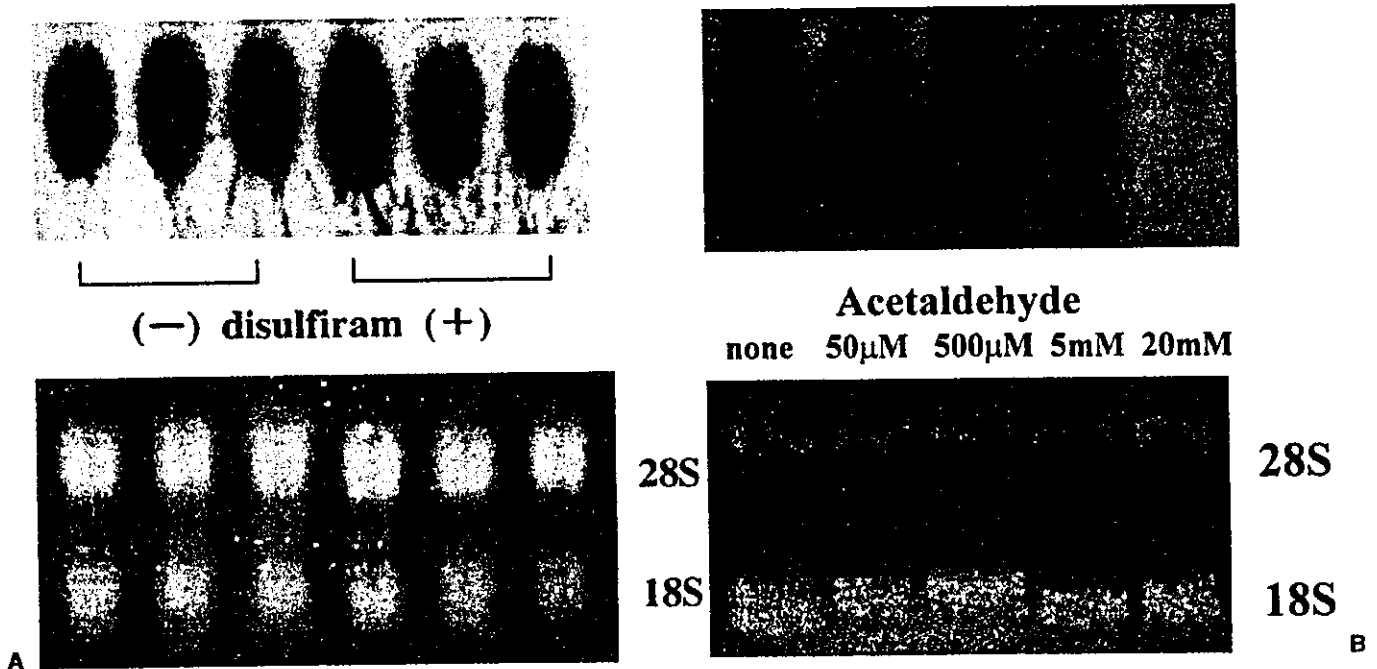 (−) disulfiram (+)
Acetaldehyde
none 50μM 500μM 5mM 20mM
28S
18S
28S
18S
A
B